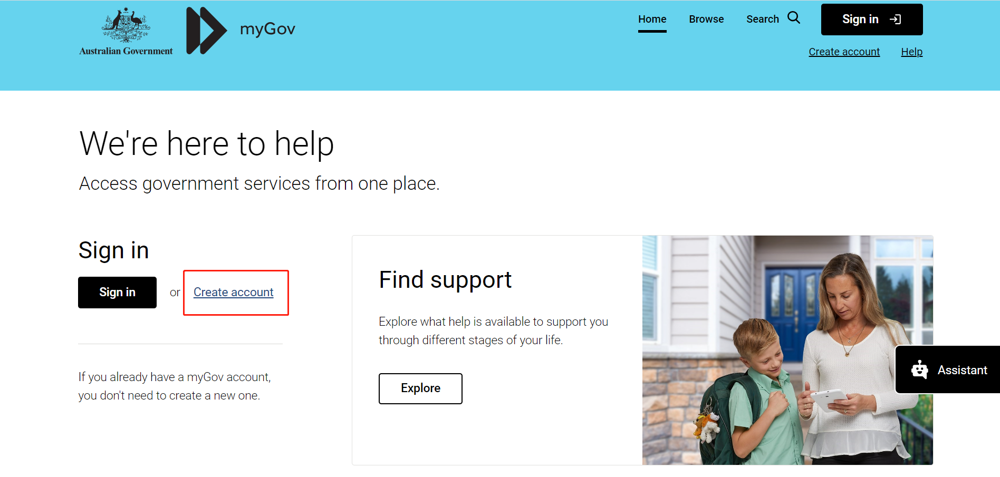 Australian Government
myGov
Home
Browse
Search
Sign in
Create account
Help
We're here to help
Access government services from one place.
Sign in
Sign in
or
Create account
If you already have a myGov account,
you don't need to create a new one.
Find support
Explore what help is available to support you
through different stages of your life.
Explore
Assistant